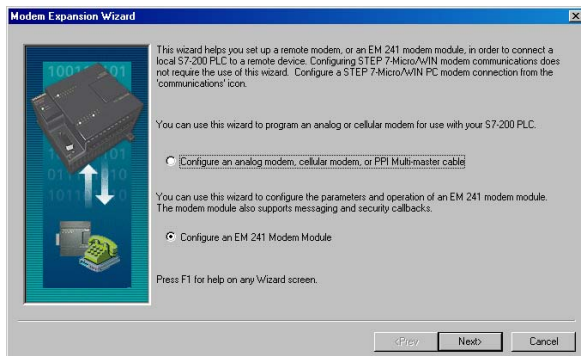 Modem Expansion Wizard
This wizard helps you set up a remote modem, or an EM 241 modem module, in order to connect a
local S7-200 PLC to a remote device. Configuring STEP 7-Micro/WIN modem communications does
not require the use of this wizard. Configure a STEP 7-Micro/WIN PC modem connection from the
'communications' icon.
You can use this wizard to program an analog or cellular modem for use with your S7-200 PLC.
Configure an analog modem, cellular modem, or PPI Multi-master cable
You can use this wizard to configure the parameters and operation of an EM 241 modem module.
The modem module also supports messaging and security callbacks.
Configure an EM 241 Modem Module
Press F1 for help on any Wizard screen.
<Prev Next> Cancel